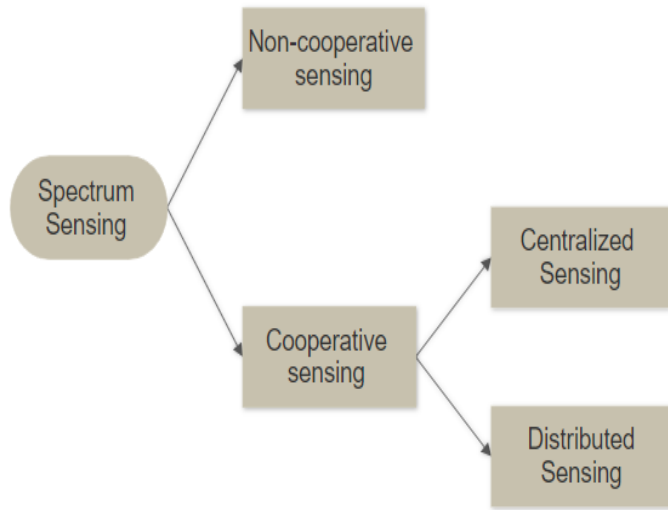 Non-cooperative
sensing
Spectrum
Sensing
Centralized
Sensing
Cooperative
sensing
Distributed
Sensing